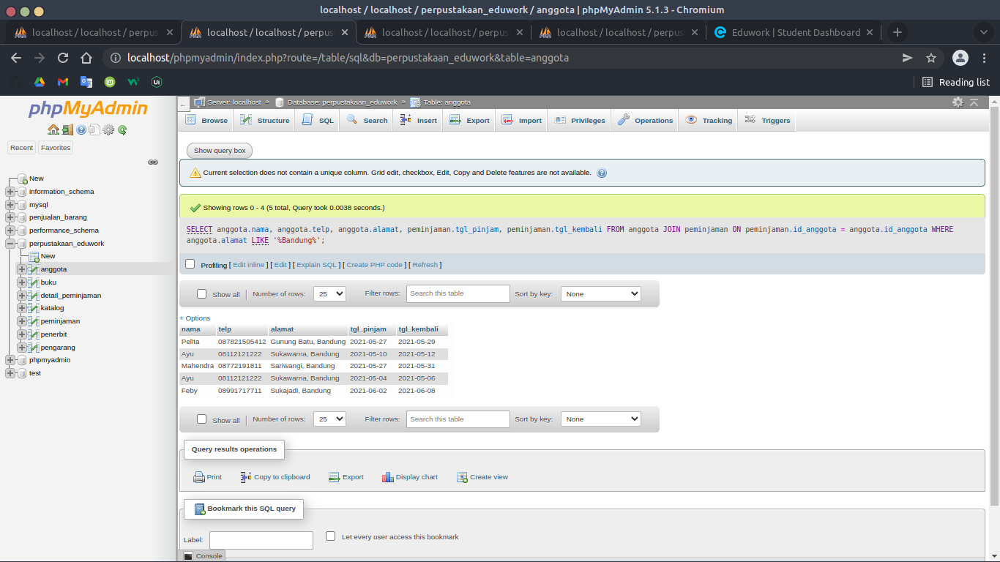 localhost / localhost / perpustakaan_eduwork / anggota | phpMyAdmin 5.1.3 - Chromium
localhost / localhost / perpus localhost / localhost / perpus localhost / localhost / perpus localhost / localhost / perpus Eduwork | Student Dashboard
localhost/phpmyadmin/index.php?route=/table/sql&db=perpustakaan_eduwork&table=anggota
Reading list
phpMyAdmin
Recent Favorites
New
information_schema
mysql
penjualan_barang
performance_schema
perpustakaan_eduwork
New
anggota
buku
detail_peminjaman
katalog
peminjaman
penerbit
pengarang
phpmyadmin
test
Server: localhost » Database: perpustakaan_eduwork » Table: anggota
Browse Structure SQL Search Insert Export Import Privileges Operations Tracking Triggers
Show query box
Current selection does not contain a unique column. Grid edit, checkbox, Edit, Copy and Delete features are not available.
Showing rows 0 - 4 (5 total, Query took 0.0038 seconds.)
SELECT anggota.nama, anggota.telp, anggota.alamat, peminjaman.tgl_pinjam, peminjaman.tgl_kembali FROM anggota JOIN peminjaman ON peminjaman.id_anggota = anggota.id_anggota WHERE
anggota.alamat LIKE '%Bandung%';
Profiling [ Edit inline ] [ Edit ] [ Explain SQL ] [ Create PHP code ] [ Refresh ]
Show all | Number of rows: 25 Filter rows: Search this table Sort by key: None
+ Options
nama telp alamat tgl_pinjam tgl_kembali
Pelita 087821505412 Gunung Batu, Bandung 2021-05-27 2021-05-29
Ayu 08112121222 Sukawarna, Bandung 2021-05-10 2021-05-12
Mahendra 08772191811 Sariwangi, Bandung 2021-05-27 2021-05-31
Ayu 08112121222 Sukawarna, Bandung 2021-05-04 2021-05-06
Feby 08991717711 Sukajadi, Bandung 2021-06-02 2021-06-08
Show all | Number of rows: 25 Filter rows: Search this table Sort by key: None
Query results operations
Print Copy to clipboard Export Display chart Create view
Bookmark this SQL query
Label: Let every user access this bookmark
Console